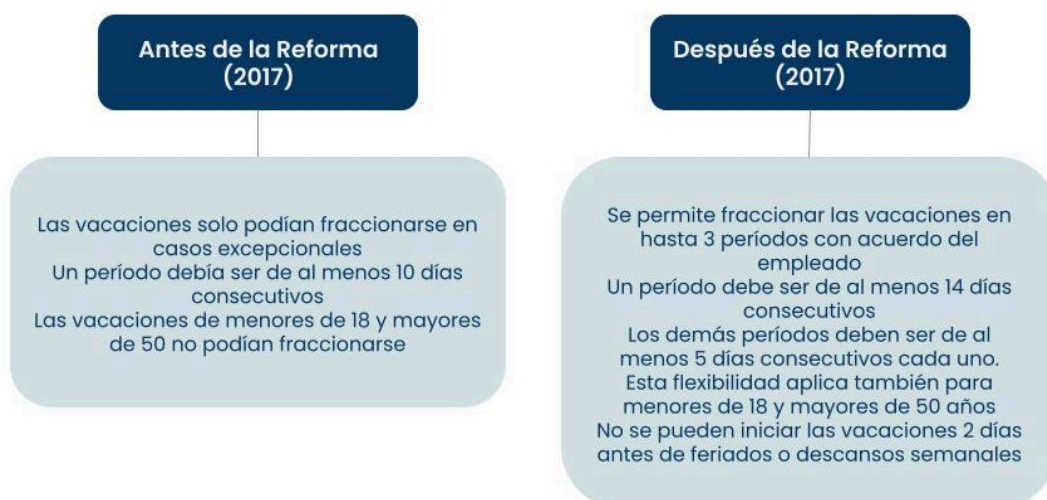 Antes de la Reforma
(2017)
Las vacaciones solo podían fraccionarse en
casos excepcionales
Un período debía ser de al menos 10 días
consecutivos
Las vacaciones de menores de 18 y mayores
de 50 no podían fraccionarse
Después de la Reforma
(2017)
Se permite fraccionar las vacaciones en
hasta 3 períodos con acuerdo del
empleado
Un período debe ser de al menos 14 días
consecutivos
Los demás períodos deben ser de al
menos 5 días consecutivos cada uno.
Esta flexibilidad aplica también para
menores de 18 y mayores de 50 años
No se pueden iniciar las vacaciones 2 días
antes de feriados o descansos semanales